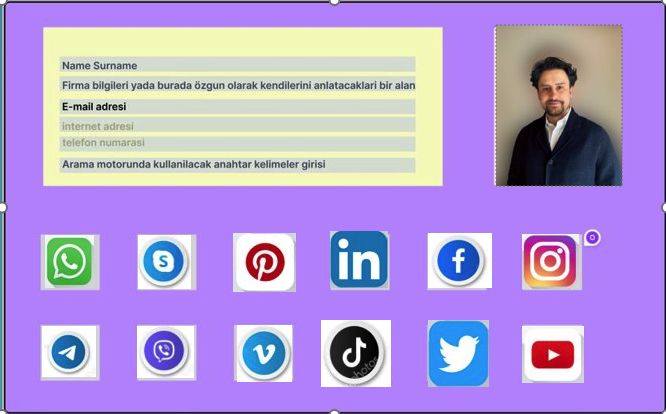 Name Surname
Firma bilgileri yada burada özgun olarak kendilerini anlatacaklari bir alan
E-mail adresi
internet adresi
telefon numarasi
Arama motorunda kullanilacak anahtar kelimeler girisi
in